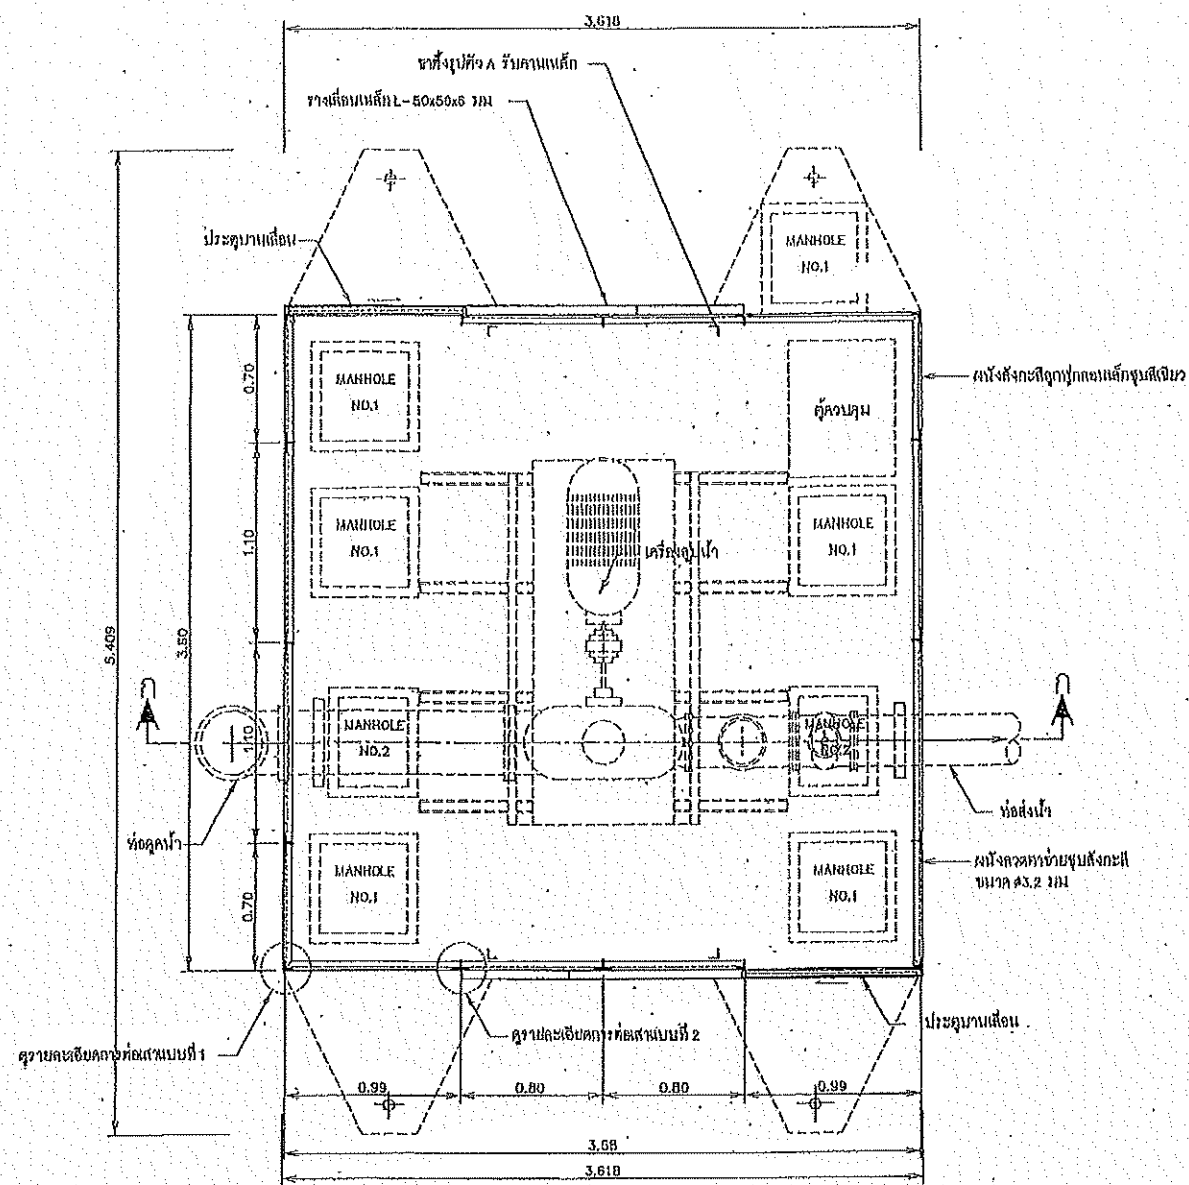 3.618
ขาตั้งรูปตัว A รับคานเหล็ก
รางเลื่อนเหล็ก L-50x50x6 มม
ประตูบานเลื่อน
MANHOLE
NO.1
ผนังสังกะสีลูกฟูกลอนเล็กชุบสีเขียว
0.70
MANHOLE
NO.1
ตู้ควบคุม
MANHOLE
NO.1
MANHOLE
NO.1
1.10
เครื่องสูบน้ำ
5.409
3.50
ก
ก
1.10
MANHOLE
NO.2
MANHOLE
NO.2
ท่อดูดน้ำ
ท่อส่งน้ำ
ผนังลวดตาข่ายชุบสังกะสี
ขนาด ø3.2 มม
0.70
MANHOLE
NO.1
MANHOLE
NO.1
ดูรายละเอียดการต่อเสาแบบที่ 1
ดูรายละเอียดการต่อเสาแบบที่ 2
ประตูบานเลื่อน
0.99
0.80
0.80
0.99
3.58
3.618